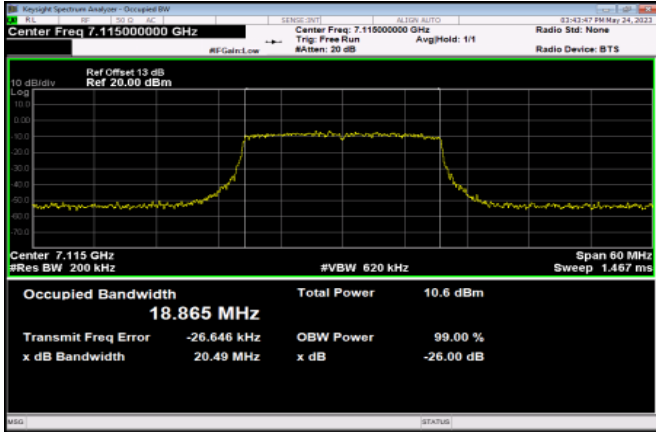 Keysight Spectrum Analyzer - Occupied BW
RL RF 50 Ω AC SENSE:INT ALIGN AUTO 03:43:47 PM May 24, 2023
Center Freq 7.115000000 GHz Center Freq: 7.115000000 GHz Radio Std: None
Trig: Free Run Avg|Hold: 1/1
#IFGain:Low #Atten: 20 dB Radio Device: BTS
Ref Offset 13 dB
10 dB/div Ref 20.00 dBm
Log
10.0
0.00
-10.0
-20.0
-30.0
-40.0
-50.0
-60.0
-70.0
Center 7.115 GHz Span 60 MHz
#Res BW 200 kHz #VBW 620 kHz Sweep 1.467 ms
Occupied Bandwidth Total Power 10.6 dBm
18.865 MHz
Transmit Freq Error -26.646 kHz OBW Power 99.00 %
x dB Bandwidth 20.49 MHz x dB -26.00 dB
MSG STATUS